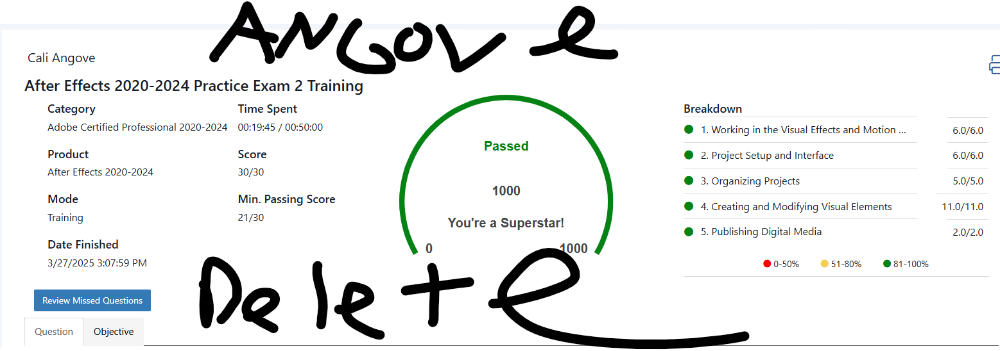 ANGOVe
Cali Angove
After Effects 2020-2024 Practice Exam 2 Training
Category
Adobe Certified Professional 2020-2024
Time Spent
00:19:45 / 00:50:00
Product
After Effects 2020-2024
Score
30/30
Mode
Training
Min. Passing Score
21/30
Date Finished
3/27/2025 3:07:59 PM
Passed
1000
You're a Superstar!
0
1000
Breakdown
1. Working in the Visual Effects and Motion ... 6.0/6.0
2. Project Setup and Interface 6.0/6.0
3. Organizing Projects 5.0/5.0
4. Creating and Modifying Visual Elements 11.0/11.0
5. Publishing Digital Media 2.0/2.0
0-50% 51-80% 81-100%
Delete
Review Missed Questions
Question Objective